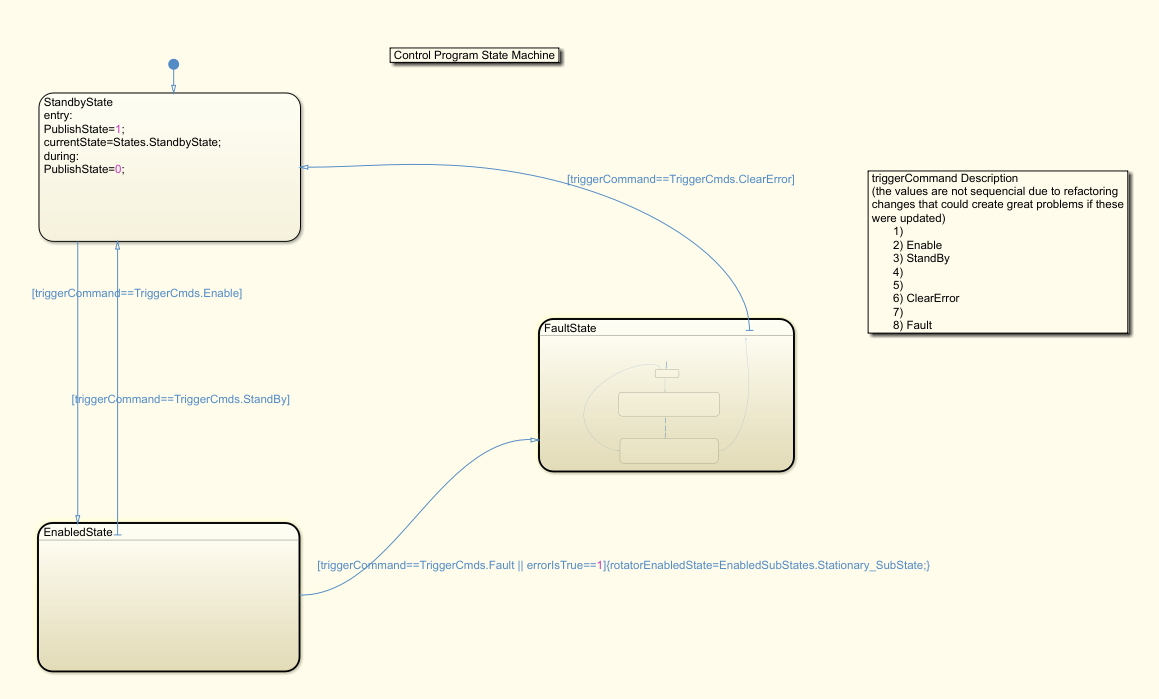 Control Program State Machine
StandbyState
entry:
PublishState=1;
currentState=States.StandbyState;
during:
PublishState=0;
[triggerCommand==TriggerCmds.ClearError]
triggerCommand Description
(the values are not sequencial due to refactoring
changes that could create great problems if these
were updated)
1)
2) Enable
3) StandBy
4)
5)
6) ClearError
7)
8) Fault
[triggerCommand==TriggerCmds.Enable]
FaultState
[triggerCommand==TriggerCmds.StandBy]
EnabledState
[triggerCommand==TriggerCmds.Fault || errorIsTrue==1]{rotatorEnabledState=EnabledSubStates.Stationary_SubState;}